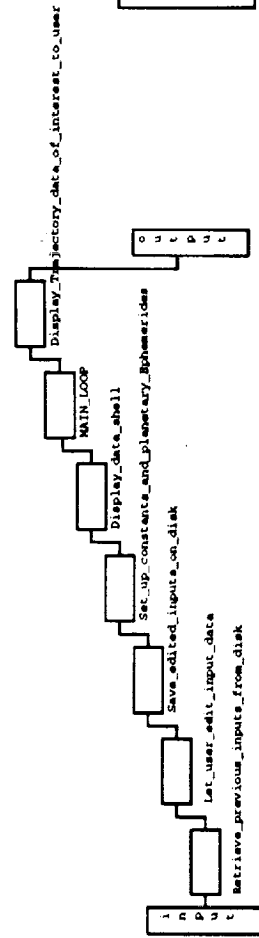 input
Retrieve_previous_inputs_from_disk
Let_user_edit_input_data
Save_edited_inputs_on_disk
Set_up_constants_and_planetary_Ephemerides
Display_data_shell
MAIN_LOOP
Display_Trajectory_data_of_interest_to_user
output